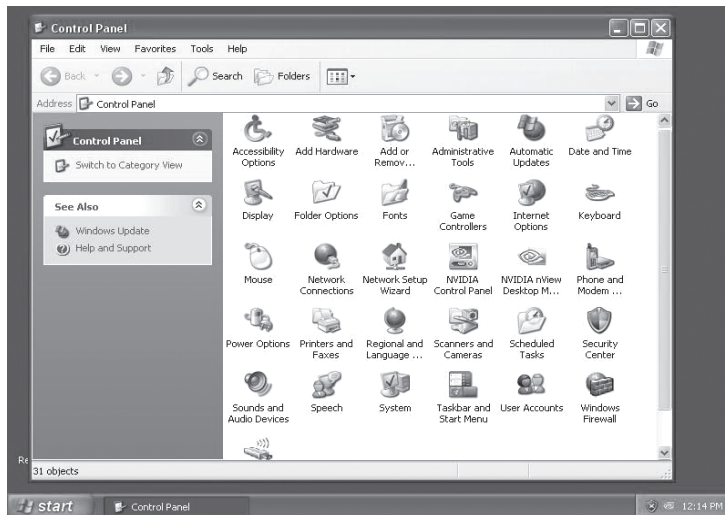 Control Panel
File Edit View Favorites Tools Help
Back Search Folders
Address Control Panel Go
Control Panel
Switch to Category View
See Also
Windows Update
Help and Support
Accessibility Options
Add Hardware
Add or Remov...
Administrative Tools
Automatic Updates
Date and Time
Display
Folder Options
Fonts
Game Controllers
Internet Options
Keyboard
Mouse
Network Connections
Network Setup Wizard
NVIDIA Control Panel
NVIDIA nView Desktop M...
Phone and Modem ...
Power Options
Printers and Faxes
Regional and Language ...
Scanners and Cameras
Scheduled Tasks
Security Center
Sounds and Audio Devices
Speech
System
Taskbar and Start Menu
User Accounts
Windows Firewall
Re
31 objects
start Control Panel 12:14 PM